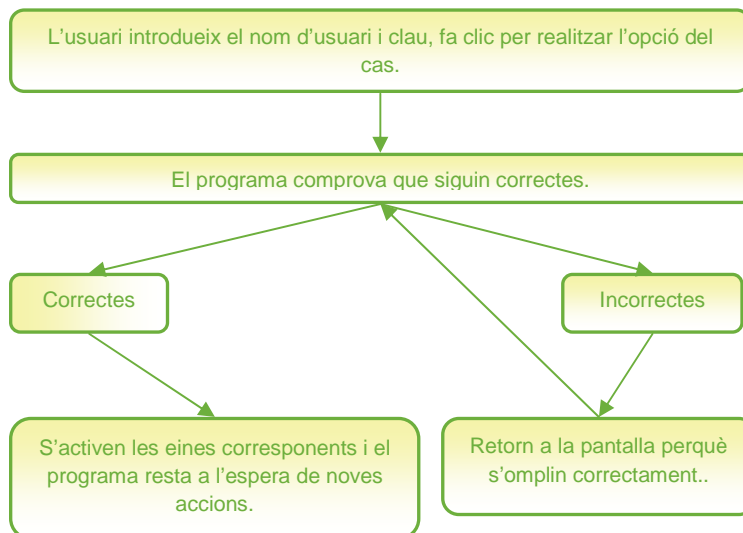 L'usuari introdueix el nom d'usuari i clau, fa clic per realitzar l'opció del
cas.
El programa comprova que siguin correctes.
Correctes
Incorrectes
S'activen les eines corresponents i el
programa resta a l'espera de noves
accions.
Retorn a la pantalla perquè
s'omplin correctament..